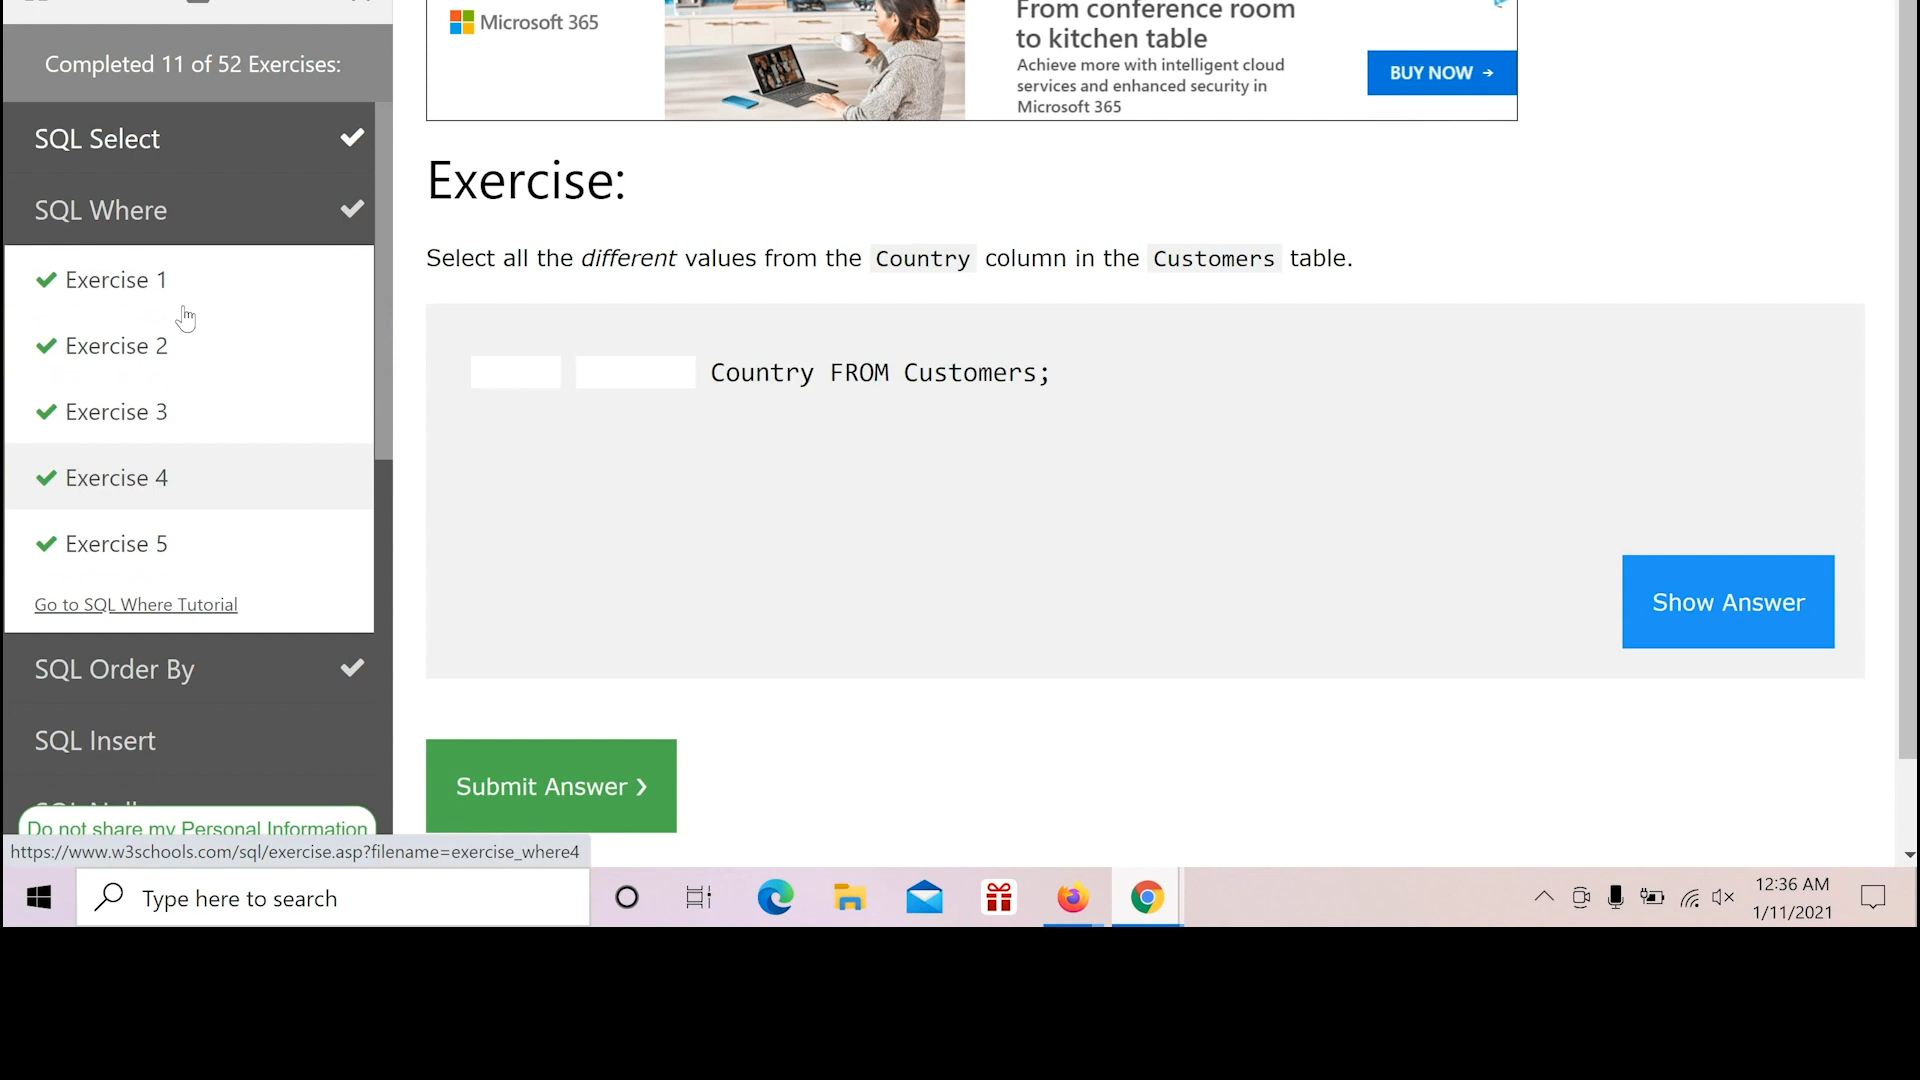 Completed 11 of 52 Exercises:
SQL Select
SQL Where
Exercise 1
Exercise 2
Exercise 3
Exercise 4
Exercise 5
Go to SQL Where Tutorial
SQL Order By
SQL Insert
Do not share my Personal Information
https://www.w3schools.com/sql/exercise.asp?filename=exercise_where4
Microsoft 365
From conference room
to kitchen table
Achieve more with intelligent cloud
services and enhanced security in
Microsoft 365
BUY NOW →
Exercise:
Select all the different values from the Country column in the Customers table.
Country FROM Customers;
Show Answer
Submit Answer ❯
Type here to search
12:36 AM
1/11/2021